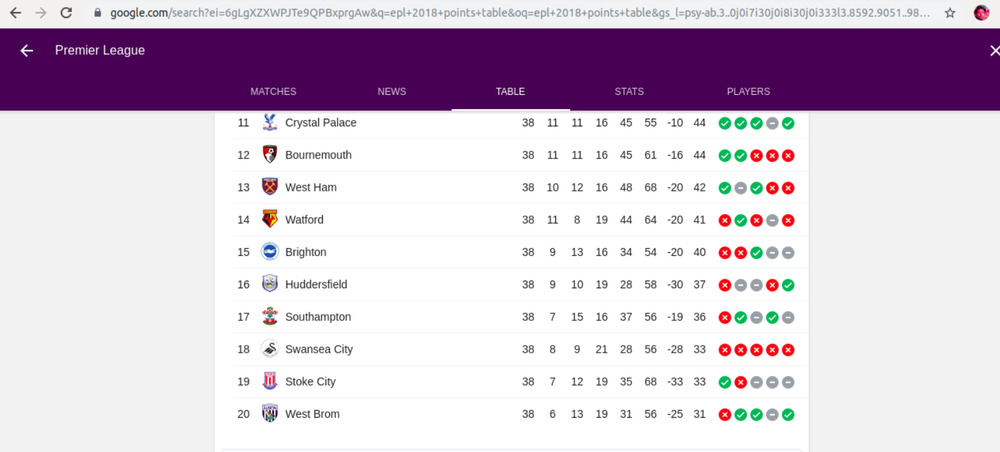 google.com/search?ei=6gLgXZXWPJTe9QPBxprgAw&q=epl+2018+points+table&oq=epl+2018+points+table&gs_l=psy-ab.3..0j0i7i30j0i8i30j0i333l3.8592.9051..98...
Premier League
MATCHES NEWS TABLE STATS PLAYERS
11 Crystal Palace 38 11 11 16 45 55 -10 44
12 Bournemouth 38 11 11 16 45 61 -16 44
13 West Ham 38 10 12 16 48 68 -20 42
14 Watford 38 11 8 19 44 64 -20 41
15 Brighton 38 9 13 16 34 54 -20 40
16 Huddersfield 38 9 10 19 28 58 -30 37
17 Southampton 38 7 15 16 37 56 -19 36
18 Swansea City 38 8 9 21 28 56 -28 33
19 Stoke City 38 7 12 19 35 68 -33 33
20 West Brom 38 6 13 19 31 56 -25 31